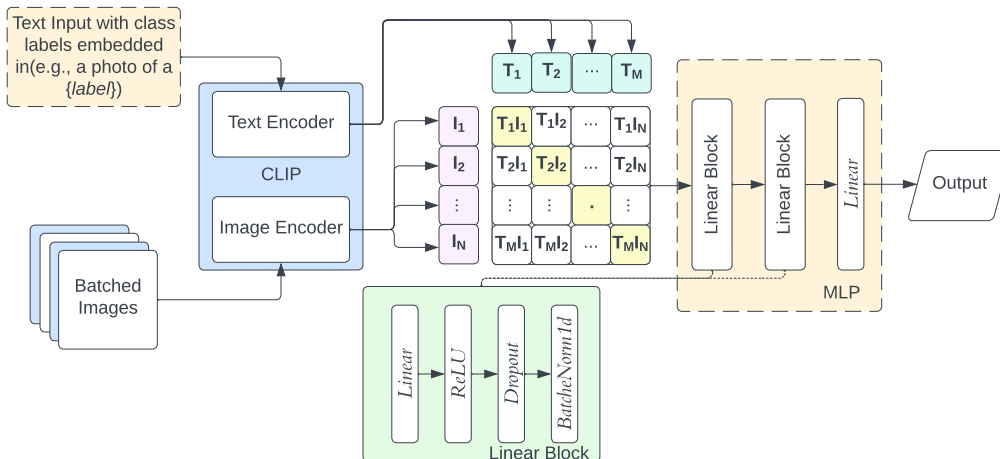 Text Input with class
labels embedded
in(e.g., a photo of a
{label})
Text Encoder
CLIP
Image Encoder
Batched
Images
T1 T2 ... TM
I1
I2
⋮
IN
T1I1 T1I2 ... T1IN
T2I1 T2I2 ... T2IN
⋮ ⋮ . ⋮
TMI1 TMI2 ... TMIN
Linear Block
Linear Block
Linear
MLP
Output
Linear
ReLU
Dropout
BatcheNorm1d
Linear Block